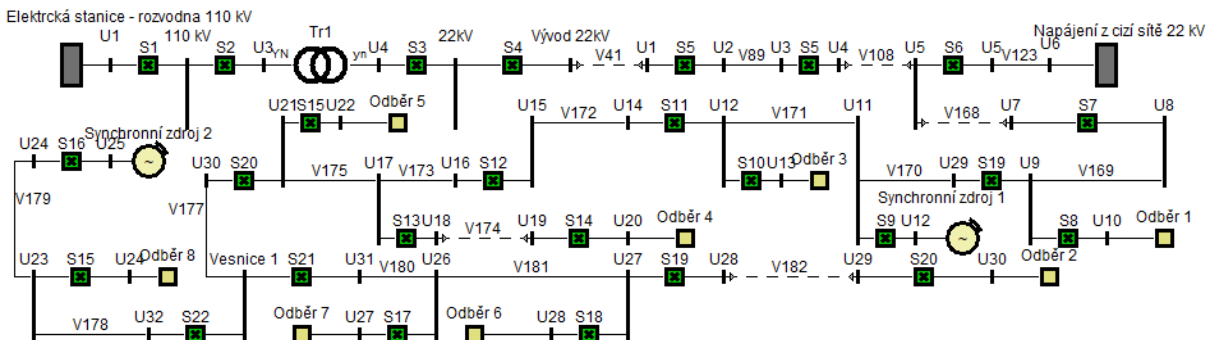 Elektrcká stanice - rozvodna 110 kV
U1 S1 110 kV S2 U3 YN Tr1 yn U4 S3 22kV S4 Vývod 22kV V41 U1 S5 U2 V89 U3 S5 U4 V108 U5 S6 U5 V123 U6 Napájení z cizí sítě 22 kV
U21 S15 U22 Odběr 5 U15 V172 U14 S11 U12 V171 U11 V168 U7 S7 U8
U24 S16 U25 Synchronní zdroj 2 U30 S20 V175 U17 V173 U16 S12 S10 U13 Odběr 3 V170 U29 S19 U9 V169
V179 V177 S13 U18 V174 U19 S14 U20 Odběr 4 S9 U12 Synchronní zdroj 1 S8 U10 Odběr 1
U23 S15 U24 Odběr 8 Vesnice 1 S21 U31 V180 U26 V181 U27 S19 U28 V182 U29 S20 U30 Odběr 2
V178 U32 S22 Odběr 7 U27 S17 Odběr 6 U28 S18